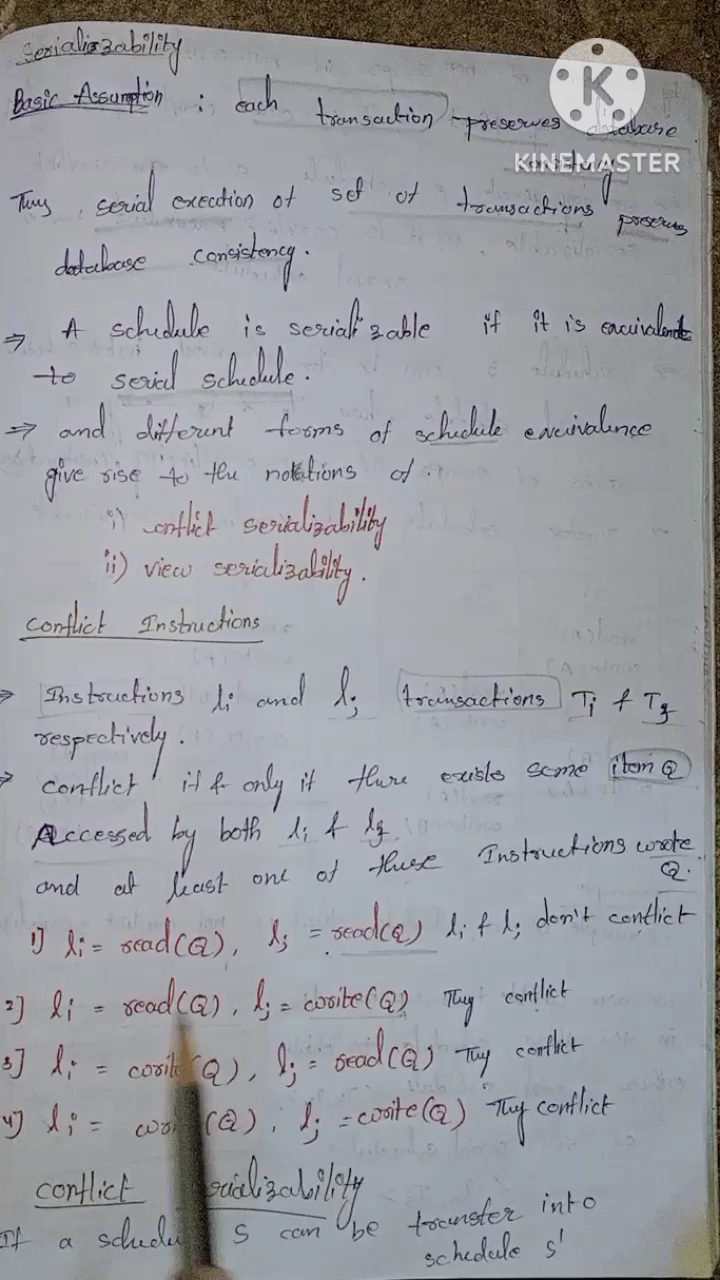 Serializability
K
Basic Assumption : each transaction preserves database
KINEMASTER
Thus serial execution of set of transactions preserves
database consistency.
⇒ A schedule is serializable if it is equivalent
to serial schedule.
⇒ and different forms of schedule equivalence
give rise to the notions of.
i) conflict serializability
ii) view serializability.
Conflict Instructions
⇒ Instructions li and lj transactions Ti & Tj
respectively.
⇒ conflict if & only if there exists some item Q
Accessed by both li & lj
and at least one of these Instructions wrote
Q.
1) li = read(Q), lj = read(Q) li & lj don't conflict
2] li = read(Q), lj = write(Q) They conflict
3] li = write(Q), lj = read(Q) They conflict
4] li = (Q), lj = write(Q) They conflict
conflict
If a schedule S can be transfer into
schedule S'